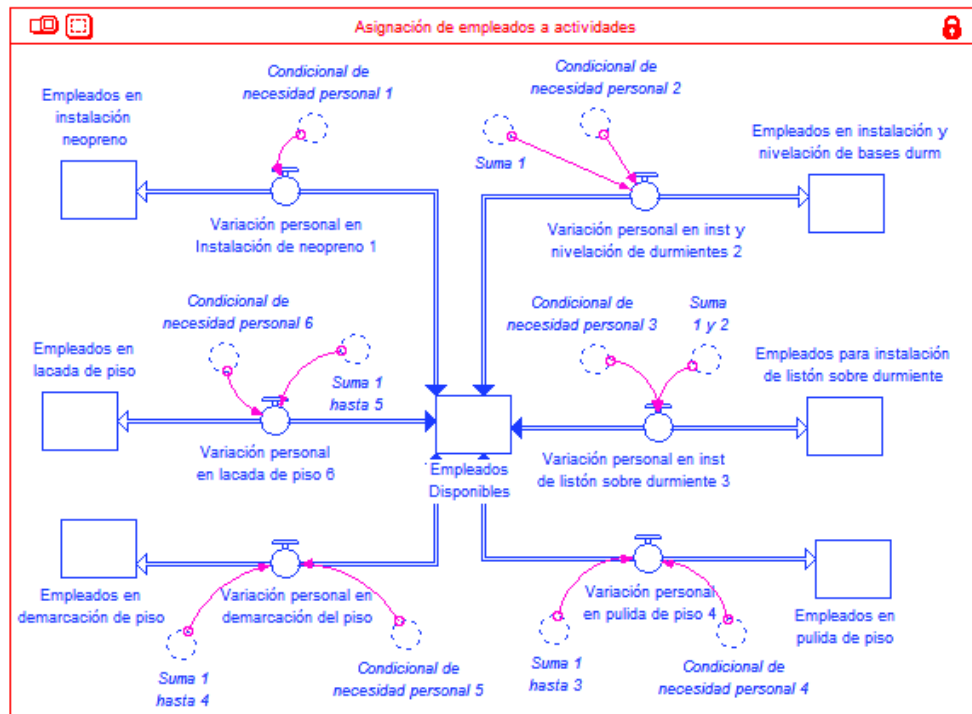 Asignación de empleados a actividades
Condicional de
necesidad personal 1
Condicional de
necesidad personal 2
Empleados en
instalación
neopreno
Suma 1
Empleados en instalación y
nivelación de bases durm
Variación personal en
Instalación de neopreno 1
Variación personal en inst y
nivelación de durmientes 2
Condicional de
necesidad personal 6
Condicional de
necesidad personal 3
Suma
1 y 2
Empleados en
lacada de piso
Suma 1
hasta 5
Empleados para instalación
de listón sobre durmiente
Variación personal
en lacada de piso 6
Empleados
Disponibles
Variación personal en inst
de listón sobre durmiente 3
Empleados en
demarcación de piso
Variación personal en
demarcación del piso
Variación personal
en pulida de piso 4
Empleados en
pulida de piso
Suma 1
hasta 4
Condicional de
necesidad personal 5
Suma 1
hasta 3
Condicional de
necesidad personal 4